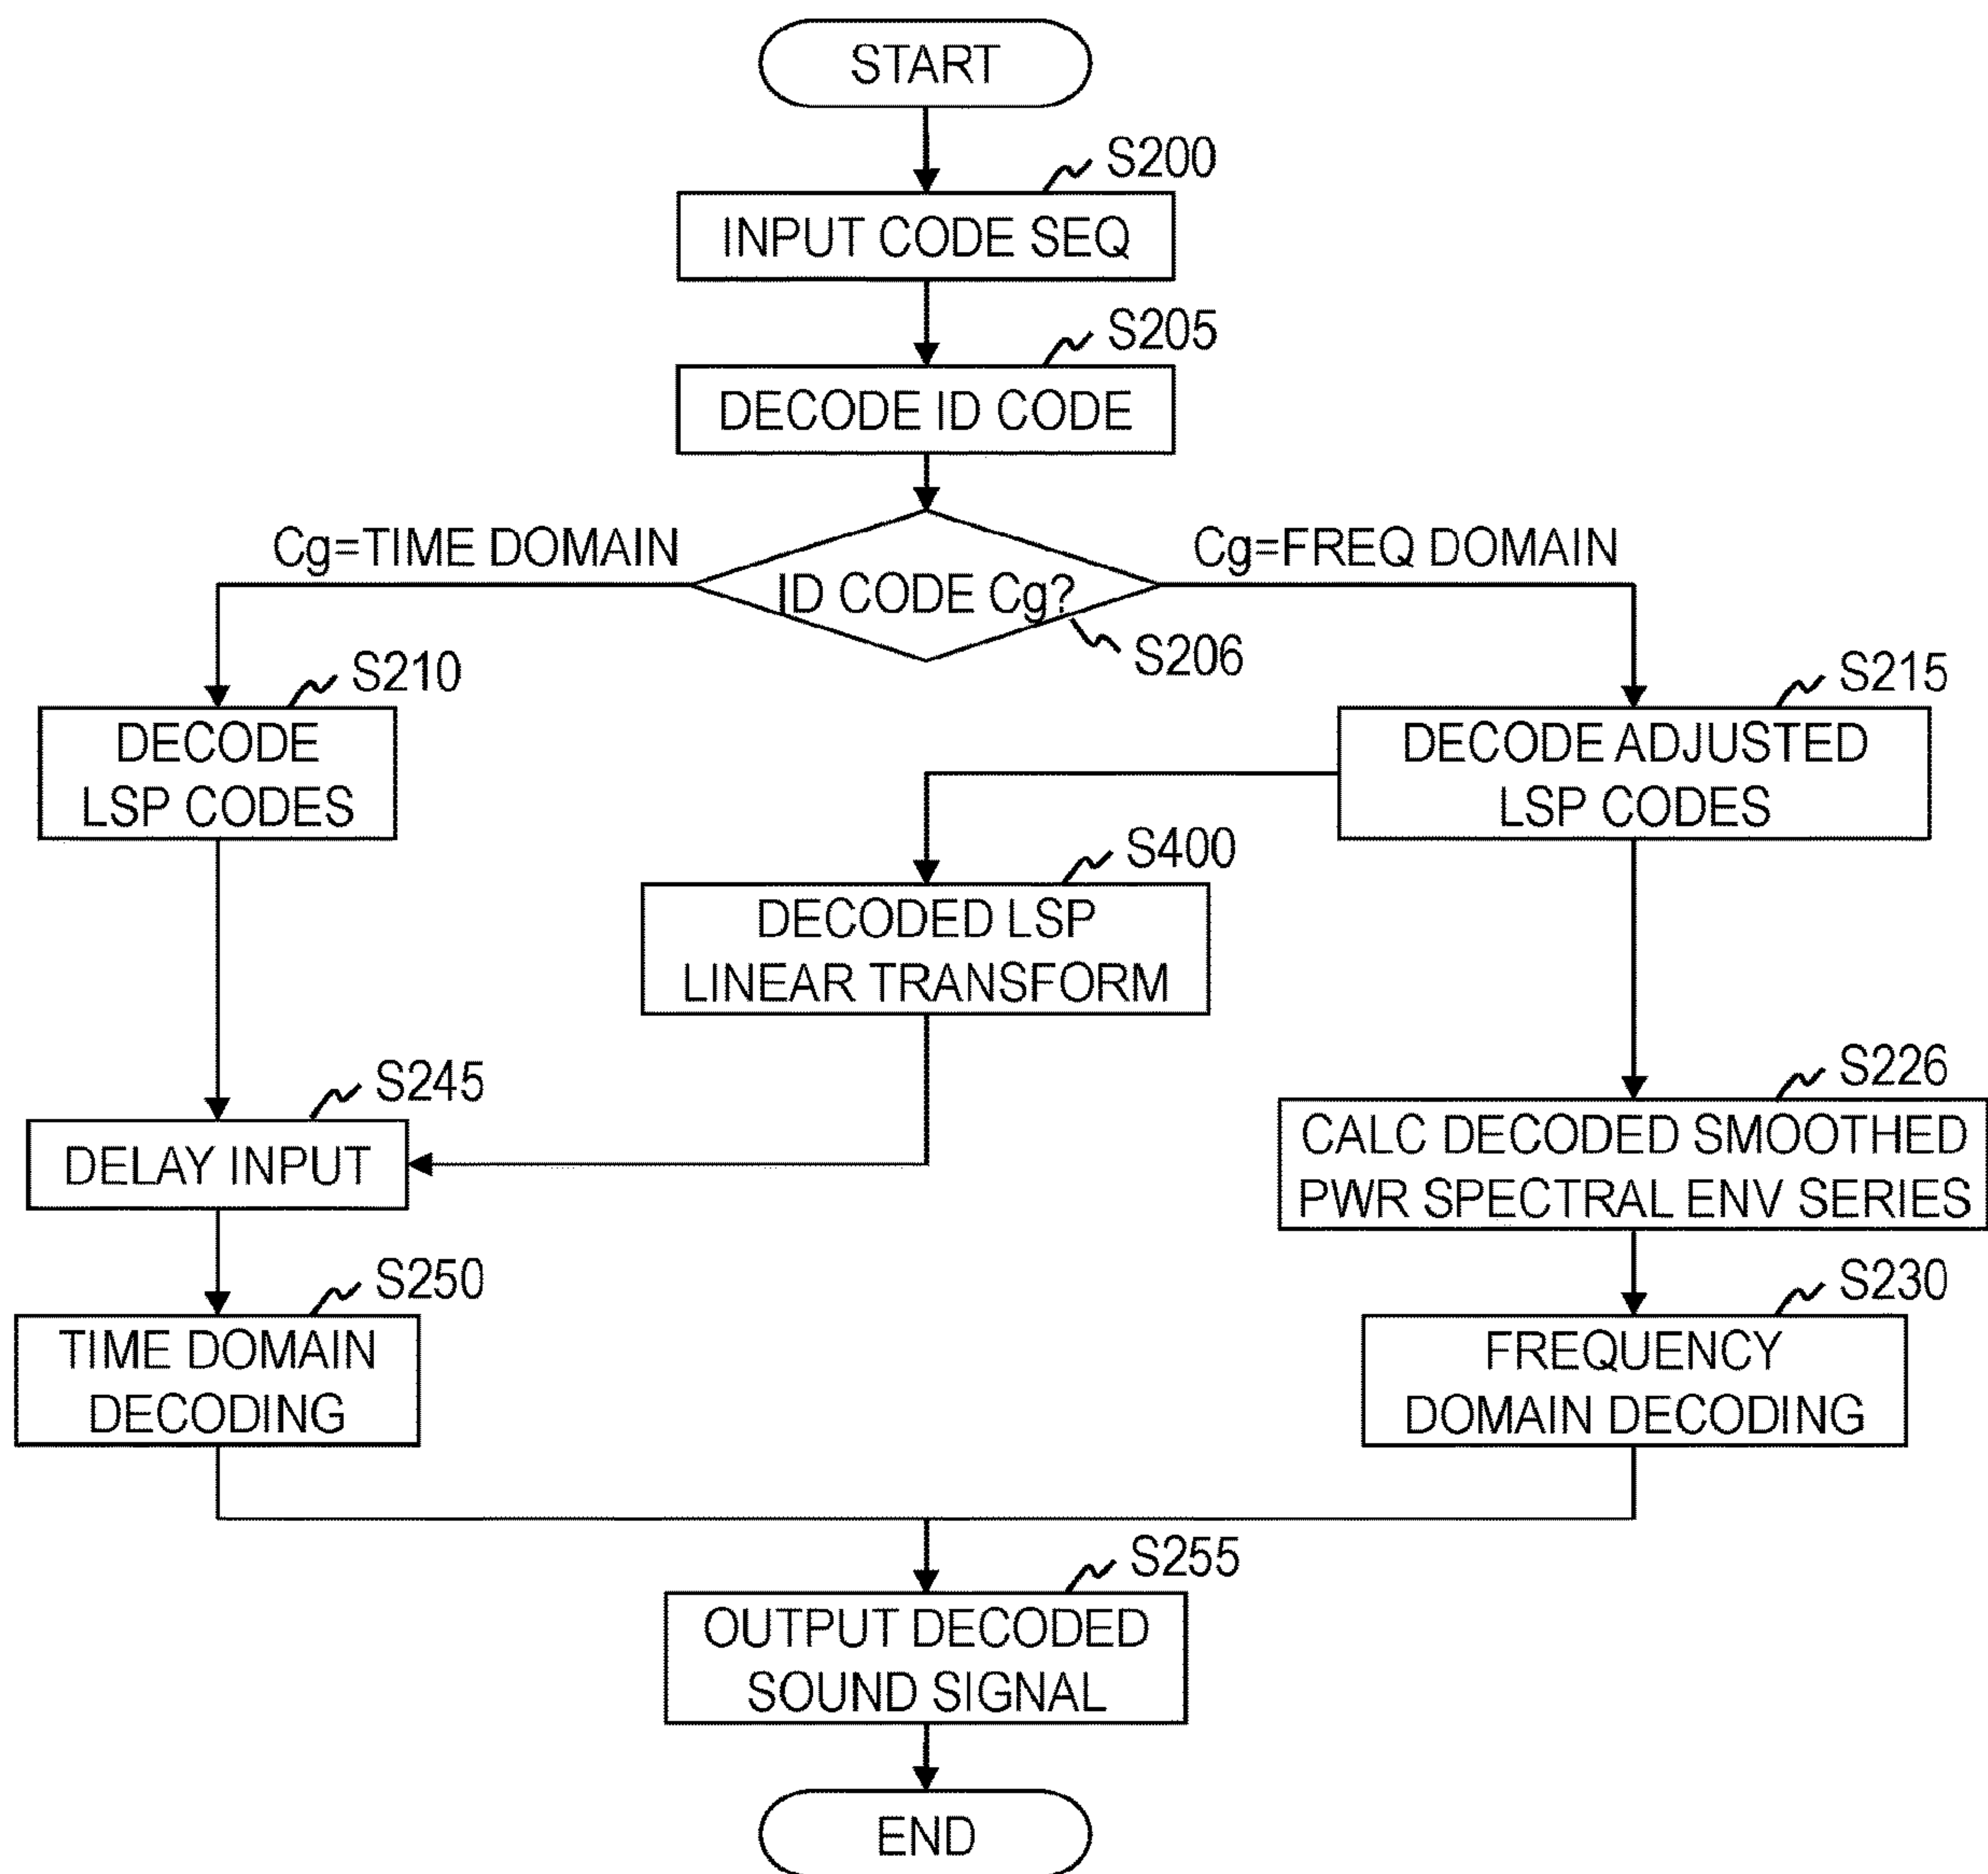 START
S200
INPUT CODE SEQ
S205
DECODE ID CODE
Cg=TIME DOMAIN
Cg=FREQ DOMAIN
ID CODE Cg?
S206
S210
S215
DECODE
LSP CODES
DECODE ADJUSTED
LSP CODES
S400
DECODED LSP
LINEAR TRANSFORM
S245
S226
DELAY INPUT
CALC DECODED SMOOTHED
PWR SPECTRAL ENV SERIES
S250
S230
TIME DOMAIN
DECODING
FREQUENCY
DOMAIN DECODING
S255
OUTPUT DECODED
SOUND SIGNAL
END